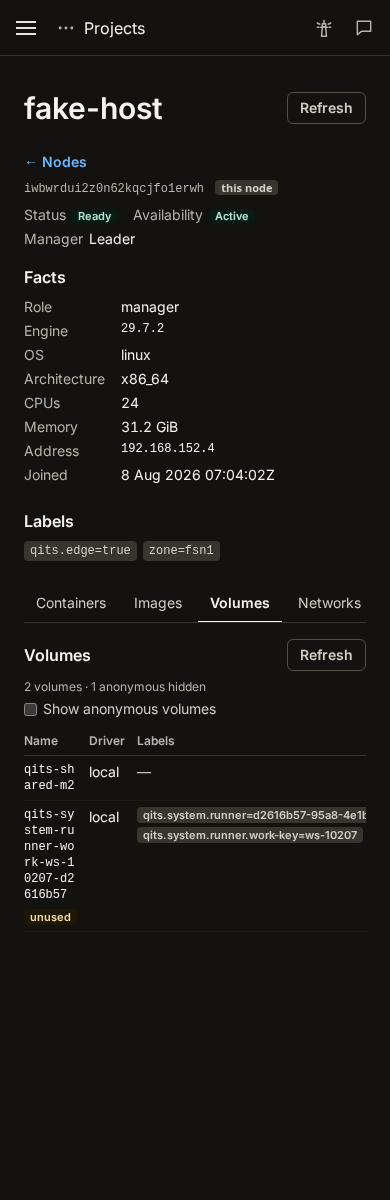 Projects
fake-host
Refresh
← Nodes
iwbwrdui2z0n62kqcjfo1erwh this node
Status Ready Availability Active
Manager Leader
Facts
Role manager
Engine 29.7.2
OS linux
Architecture x86_64
CPUs 24
Memory 31.2 GiB
Address 192.168.152.4
Joined 8 Aug 2026 07:04:02Z
Labels
qits.edge=true zone=fsn1
Containers Images Volumes Networks
Volumes
Refresh
2 volumes · 1 anonymous hidden
Show anonymous volumes
Name Driver Labels
qits-sh
ared-m2
local
—
qits-sy
stem-ru
nner-wo
rk-ws-1
0207-d2
616b57
unused
local
qits.system.runner=d2616b57-95a8-4e1b
qits.system.runner.work-key=ws-10207